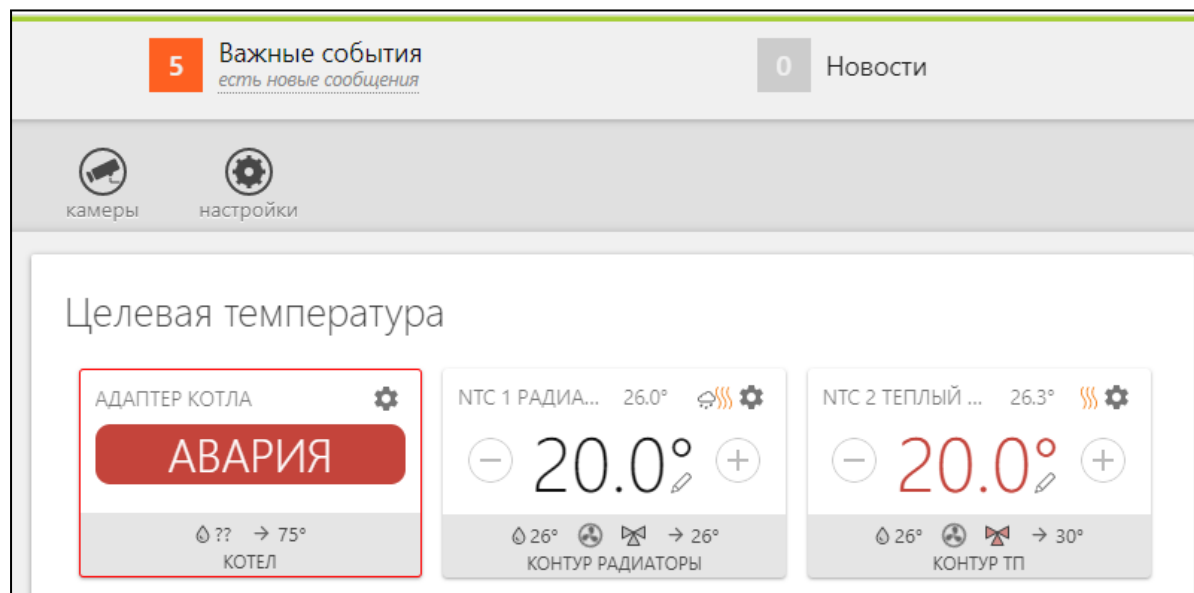 5 Важные события 0 Новости
есть новые сообщения
камеры настройки
Целевая температура
АДАПТЕР КОТЛА NTC 1 РАДИА... 26.0° NTC 2 ТЕПЛЫЙ ... 26.3°
АВАРИЯ 20.0° 20.0°
?? → 75° 26° → 26° 26° → 30°
КОТЕЛ КОНТУР РАДИАТОРЫ КОНТУР ТП